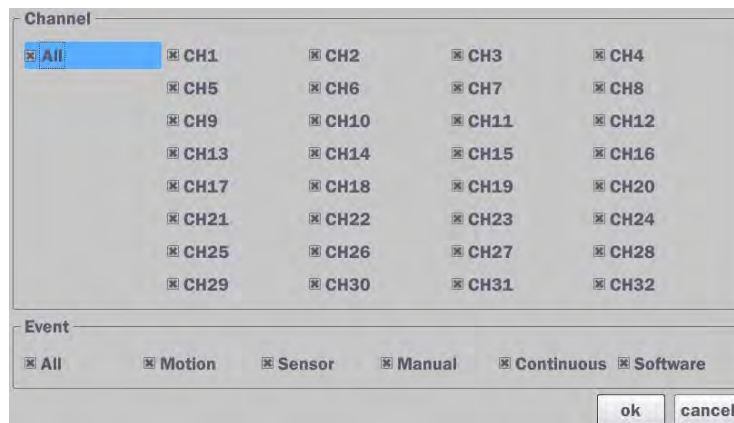 Channel
All CH1 CH2 CH3 CH4
CH5 CH6 CH7 CH8
CH9 CH10 CH11 CH12
CH13 CH14 CH15 CH16
CH17 CH18 CH19 CH20
CH21 CH22 CH23 CH24
CH25 CH26 CH27 CH28
CH29 CH30 CH31 CH32
Event
All Motion Sensor Manual Continuous Software
ok cancel